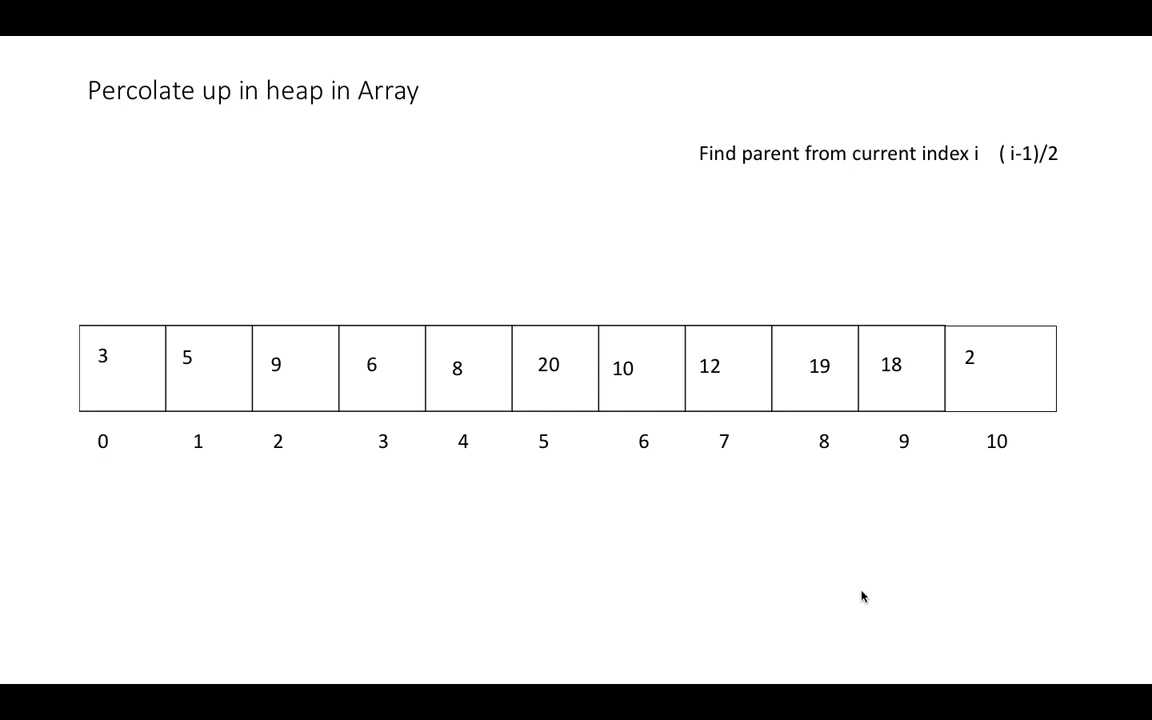 Percolate up in heap in Array
Find parent from current index i ( i-1)/2
3 5 9 6 8 20 10 12 19 18 2
0 1 2 3 4 5 6 7 8 9 10